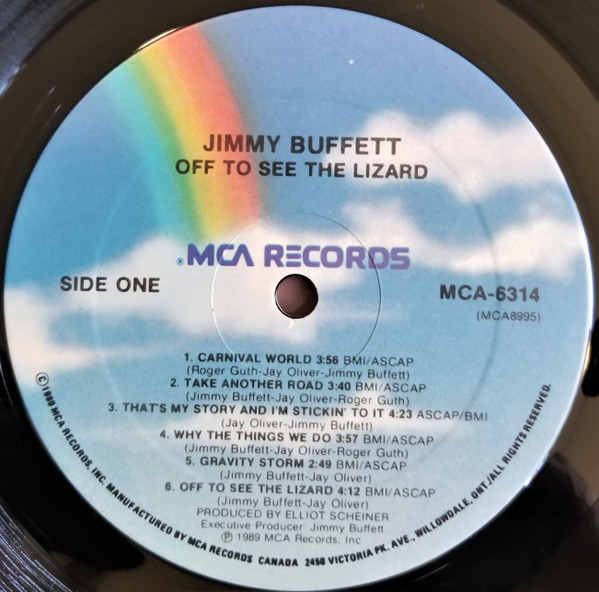 JIMMY BUFFETT
OFF TO SEE THE LIZARD
® MCA RECORDS
SIDE ONE
MCA-6314
(MCA8995)
1. CARNIVAL WORLD 3:56 BMI/ASCAP
(Roger Guth-Jay Oliver-Jimmy Buffett)
2. TAKE ANOTHER ROAD 3:40 BMI/ASCAP
(Jimmy Buffett-Jay Oliver-Roger Guth)
3. THAT'S MY STORY AND I'M STICKIN' TO IT 4:23 ASCAP/BMI
(Jay Oliver-Jimmy Buffett)
4. WHY THE THINGS WE DO 3:57 BMI/ASCAP
(Jimmy Buffett-Jay Oliver-Roger Guth)
5. GRAVITY STORM 2:49 BMI/ASCAP
(Jimmy Buffett-Jay Oliver)
6. OFF TO SEE THE LIZARD 4:12 BMI/ASCAP
(Jimmy Buffett-Jay Oliver)
PRODUCED BY ELLIOT SCHEINER
Executive Producer: Jimmy Buffett
℗ 1989 MCA Records, Inc.
© 1980 MCA RECORDS, INC. MANUFACTURED BY MCA RECORDS CANADA 2450 VICTORIA PK. AVE., WILLOWDALE, ONT./ALL RIGHTS RESERVED.